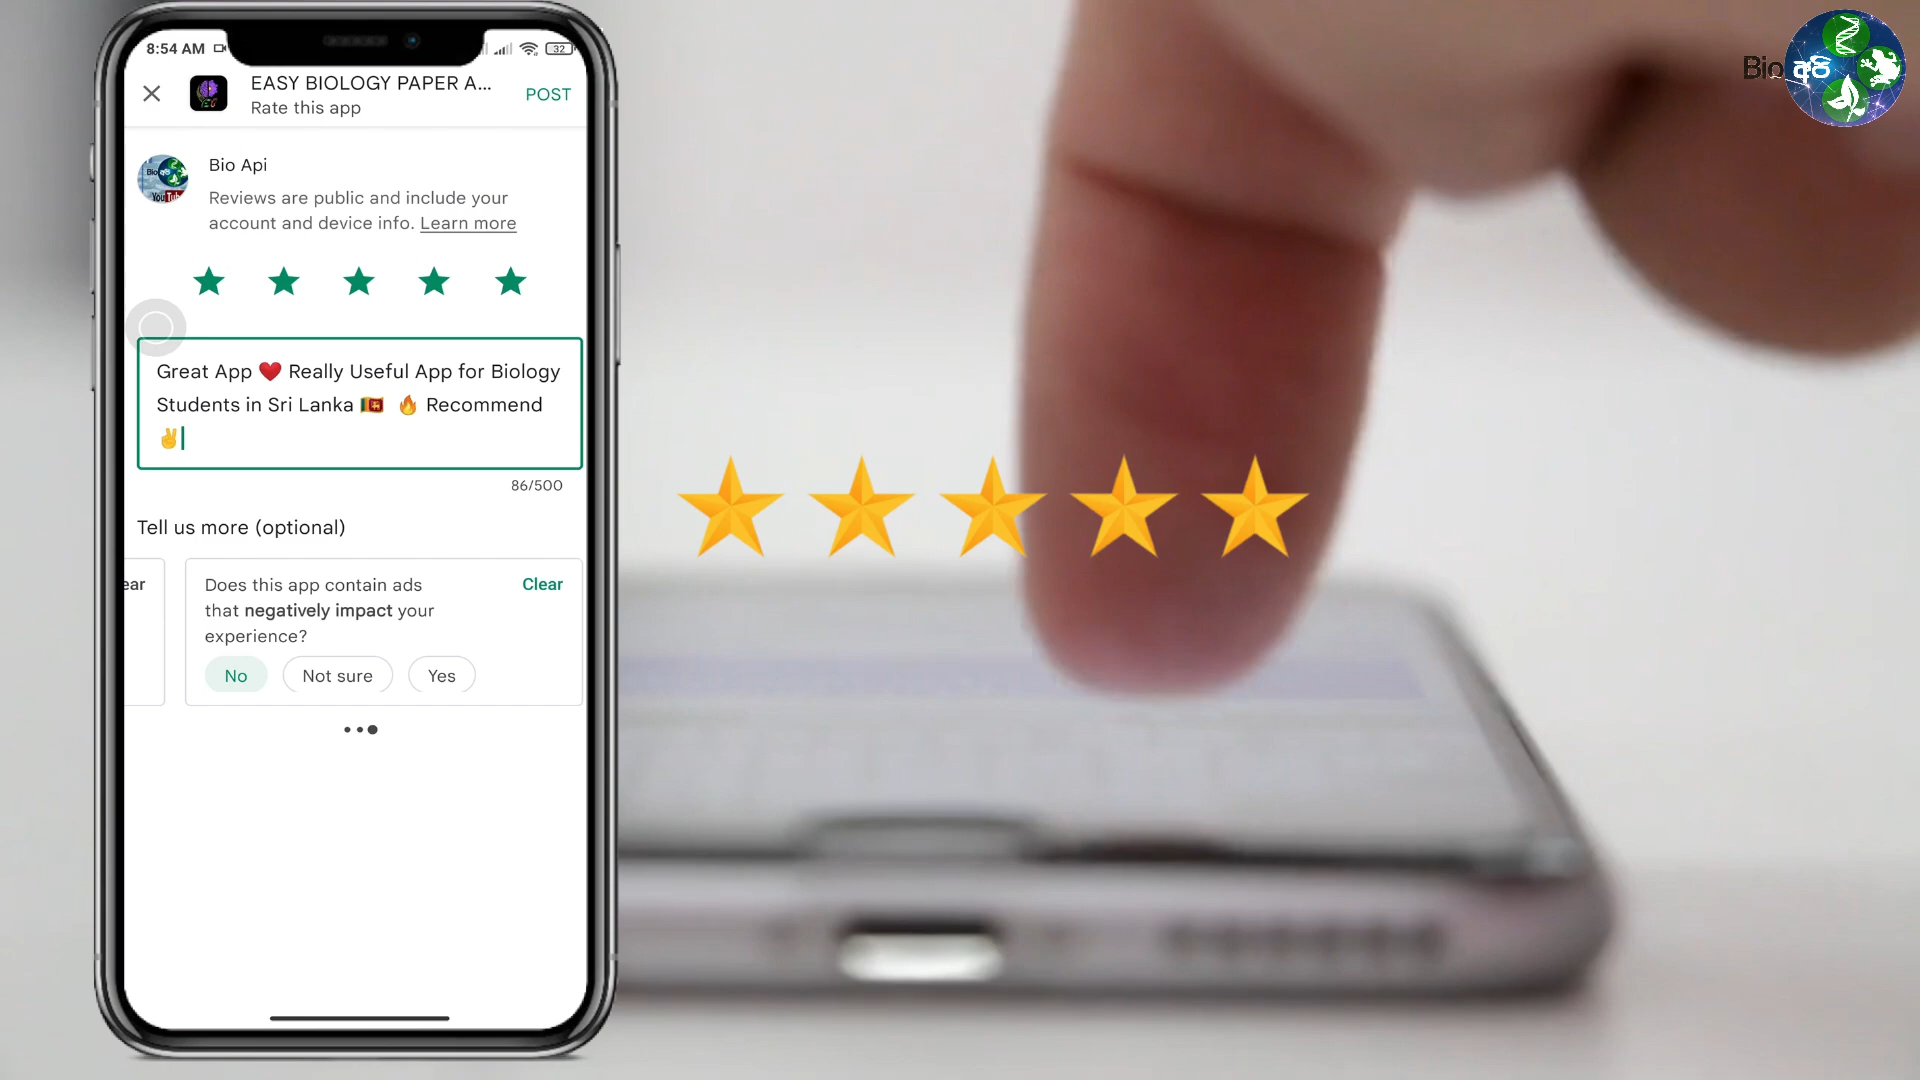 8:54 AM
32
EASY BIOLOGY PAPER A...
Rate this app
POST
Bio Api
Reviews are public and include your
account and device info. Learn more
Great App ❤️ Really Useful App for Biology
Students in Sri Lanka 🇱🇰 🔥 Recommend
✌️
86/500
Tell us more (optional)
ear
Does this app contain ads
that negatively impact your
experience?
Clear
No
Not sure
Yes
Bio අපි